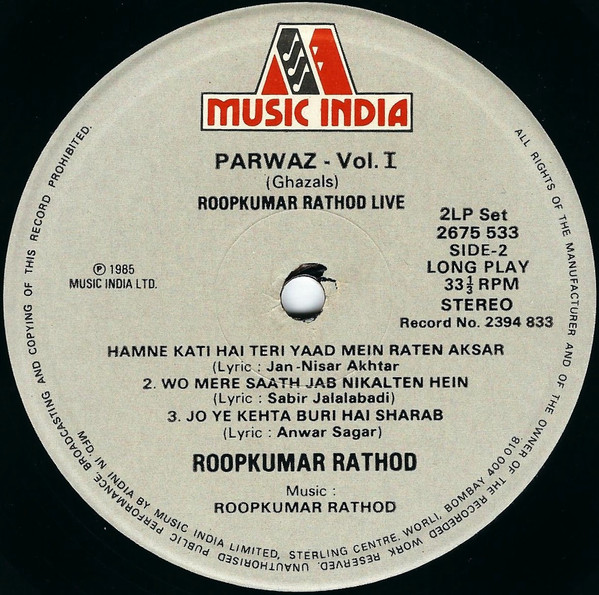 MUSIC INDIA
PARWAZ - Vol. I
(Ghazals)
ROOPKUMAR RATHOD LIVE
2LP Set
2675 533
SIDE-2
LONG PLAY
33⅓ RPM
STEREO
Record No. 2394 833
℗ 1985
MUSIC INDIA LTD.
HAMNE KATI HAI TERI YAAD MEIN RATEN AKSAR
(Lyric : Jan-Nisar Akhtar
2. WO MERE SAATH JAB NIKALTEN HEIN
(Lyric : Sabir Jalalabadi)
3. JO YE KEHTA BURI HAI SHARAB
(Lyric : Anwar Sagar)
ROOPKUMAR RATHOD
Music :
ROOPKUMAR RATHOD
MFD. IN INDIA BY MUSIC INDIA LIMITED, STERLING CENTRE, WORLI, BOMBAY 400 018.
ALL RIGHTS OF THE MANUFACTURER AND OF THE OWNER OF THE RECOREDED WORK RESERVED. UNAUTHORISED PUBLIC PERFORMANCE, BROADCASTING AND COPYING OF THIS RECORD PROHIBITED.